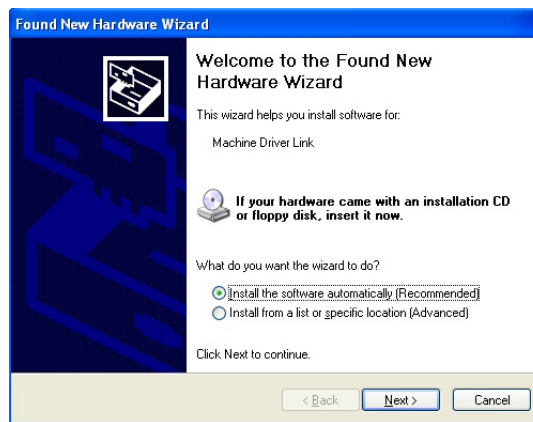 Found New Hardware Wizard
Welcome to the Found New
Hardware Wizard
This wizard helps you install software for:
Machine Driver Link
If your hardware came with an installation CD
or floppy disk, insert it now.
What do you want the wizard to do?
Install the software automatically (Recommended)
Install from a list or specific location (Advanced)
Click Next to continue.
< Back
Next >
Cancel